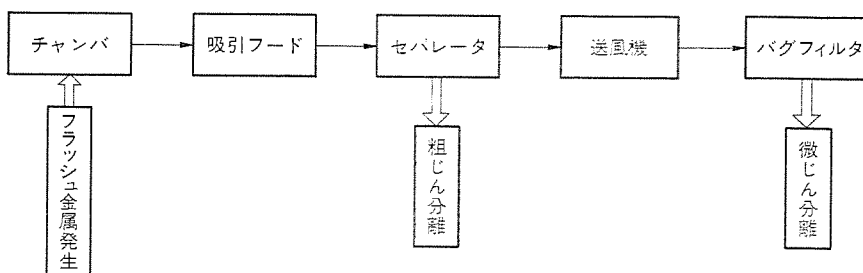 チャンバ
吸引フード
セパレータ
送風機
バグフィルタ
フラッシュ金属発生
粗じん分離
微じん分離